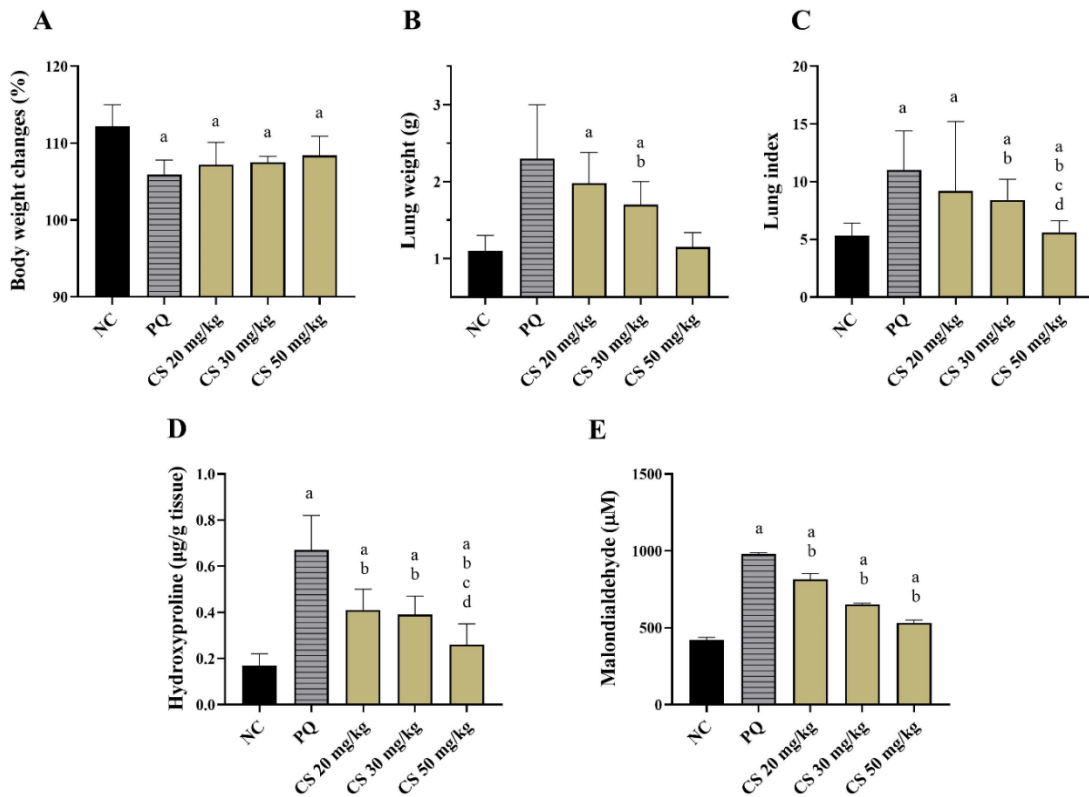 A
Body weight changes (%)
120
110
100
90
a
a
a
a
NC
PQ
CS 20 mg/kg
CS 30 mg/kg
CS 50 mg/kg
B
Lung weight (g)
3
2
1
a
a
b
NC
PQ
CS 20 mg/kg
CS 30 mg/kg
CS 50 mg/kg
C
Lung index
20
15
10
5
0
a
a
a
b
a
b
c
d
NC
PQ
CS 20 mg/kg
CS 30 mg/kg
CS 50 mg/kg
D
Hydroxyproline (µg/g tissue)
1.0
0.8
0.6
0.4
0.2
0.0
a
a
b
a
b
a
b
c
d
NC
PQ
CS 20 mg/kg
CS 30 mg/kg
CS 50 mg/kg
E
Malondialdehyde (µM)
1500
1000
500
0
a
a
b
a
b
a
b
NC
PQ
CS 20 mg/kg
CS 30 mg/kg
CS 50 mg/kg